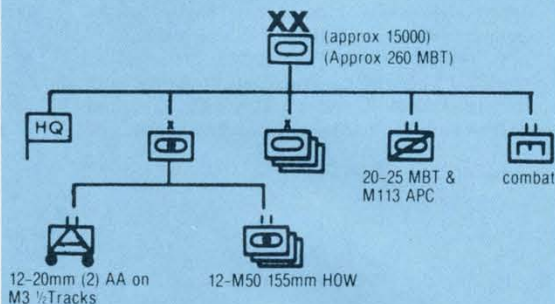 XX
(approx 15000)
(Approx 260 MBT)
HQ
x
x
20-25 MBT &
M113 APC
combat
12-20mm (2) AA on
M3 ½Tracks
12-M50 155mm HOW